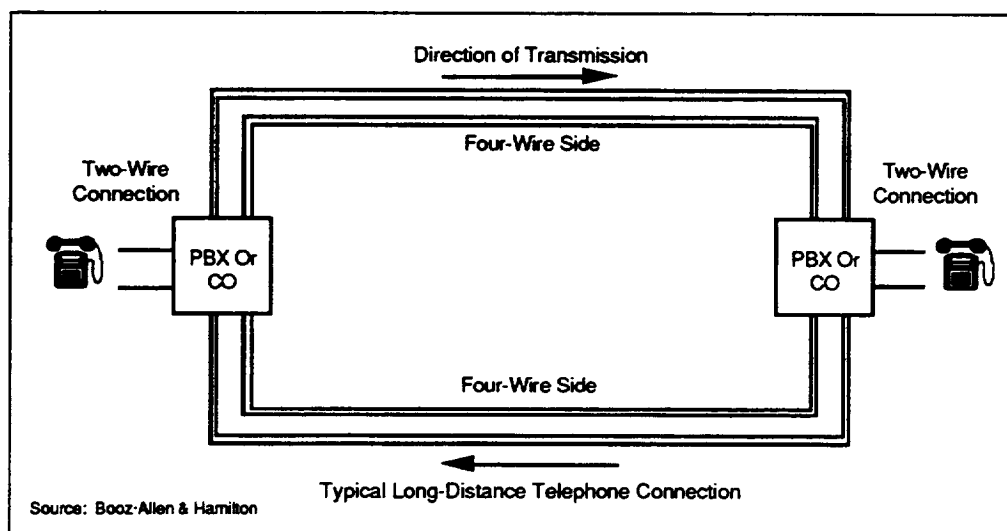 Direction of Transmission
Four-Wire Side
Two-Wire
Connection
Two-Wire
Connection
PBX Or
CO
PBX Or
CO
Four-Wire Side
Typical Long-Distance Telephone Connection
Source: Booz·Allen & Hamilton